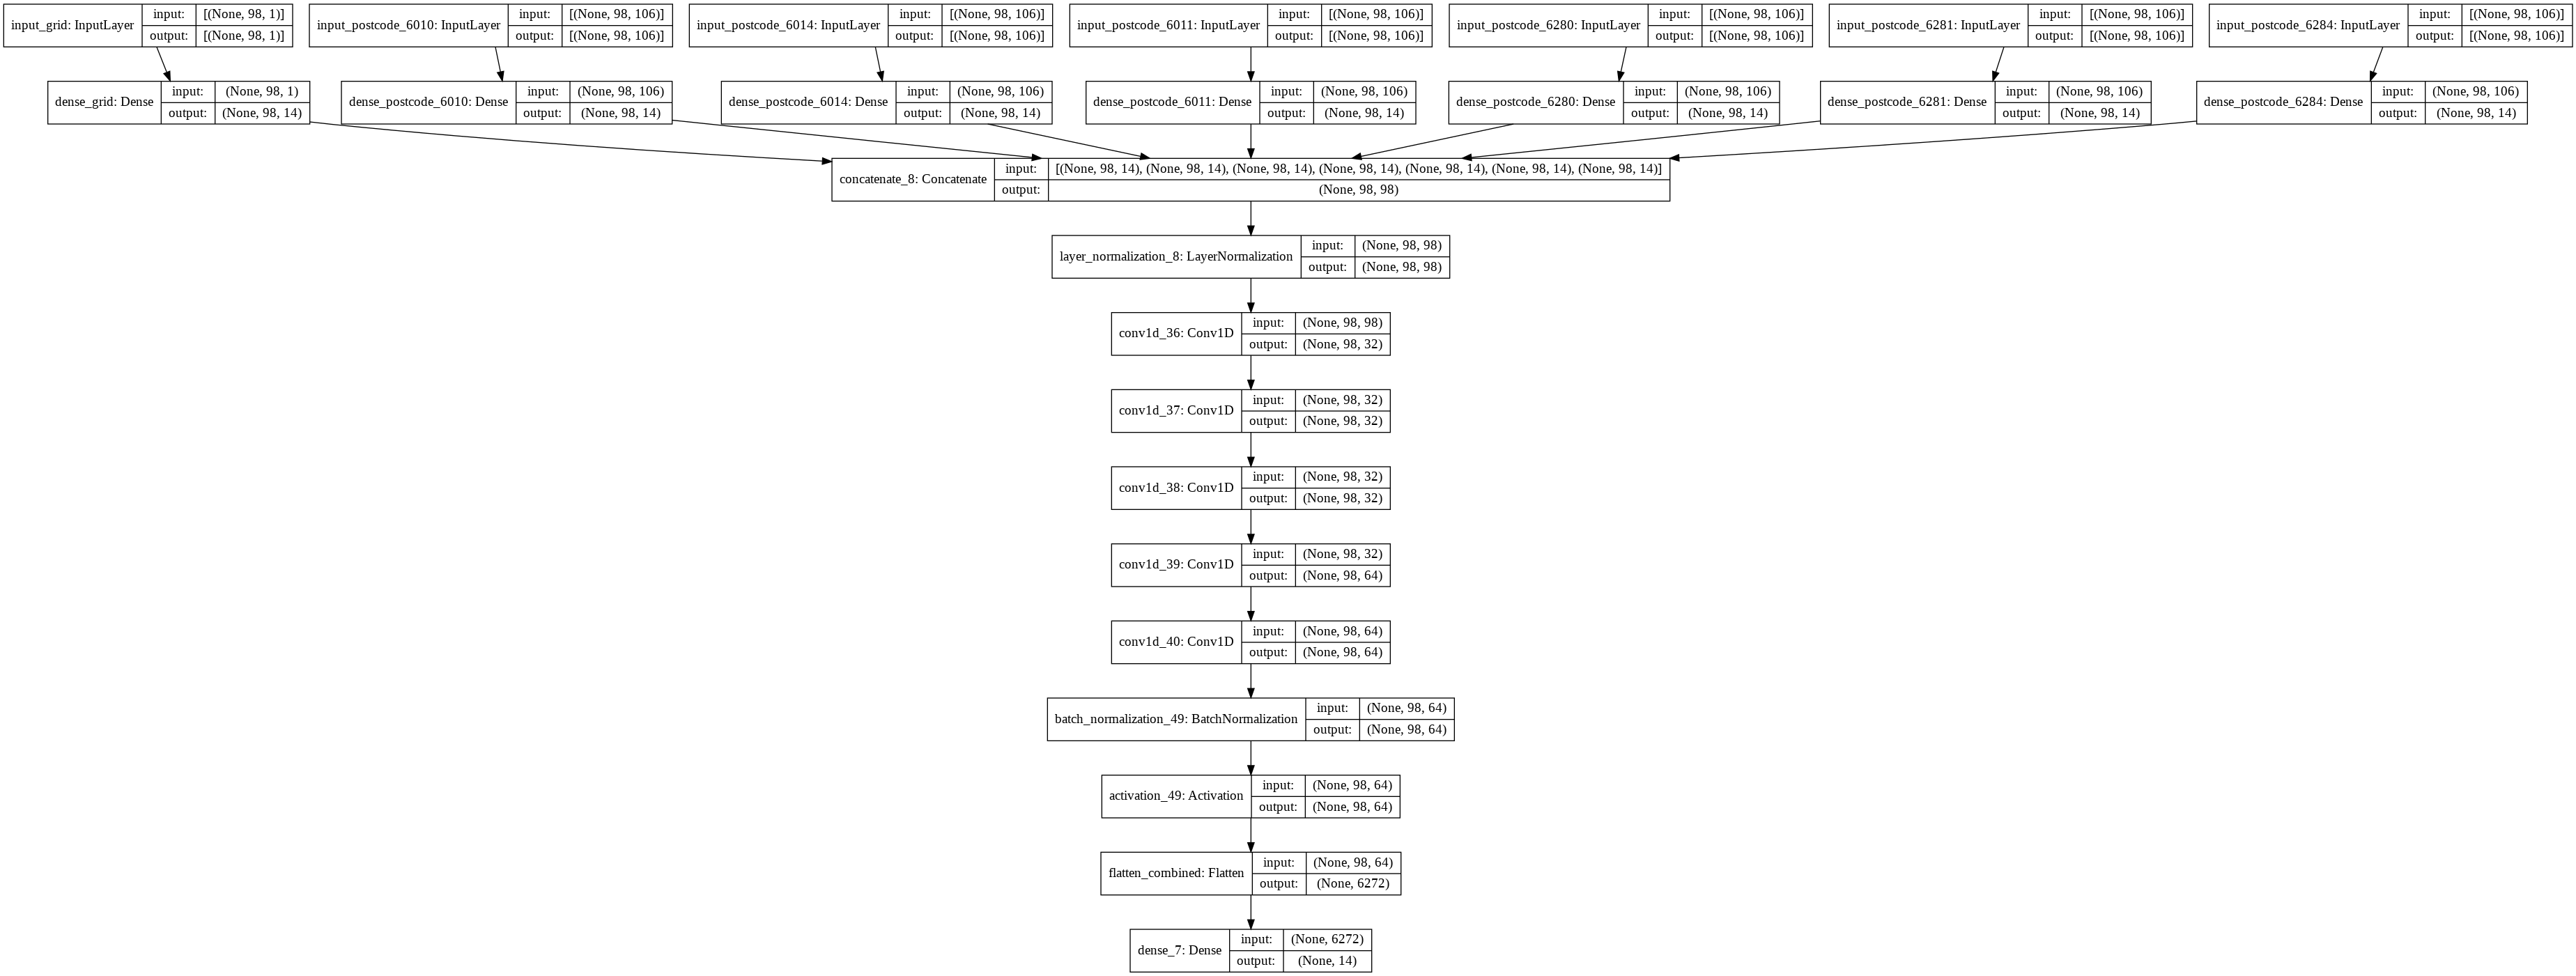 input_grid: InputLayer input: [(None, 98, 1)] output: [(None, 98, 1)]
input_postcode_6010: InputLayer input: [(None, 98, 106)] output: [(None, 98, 106)]
input_postcode_6014: InputLayer input: [(None, 98, 106)] output: [(None, 98, 106)]
input_postcode_6011: InputLayer input: [(None, 98, 106)] output: [(None, 98, 106)]
input_postcode_6280: InputLayer input: [(None, 98, 106)] output: [(None, 98, 106)]
input_postcode_6281: InputLayer input: [(None, 98, 106)] output: [(None, 98, 106)]
input_postcode_6284: InputLayer input: [(None, 98, 106)] output: [(None, 98, 106)]
dense_grid: Dense input: (None, 98, 1) output: (None, 98, 14)
dense_postcode_6010: Dense input: (None, 98, 106) output: (None, 98, 14)
dense_postcode_6014: Dense input: (None, 98, 106) output: (None, 98, 14)
dense_postcode_6011: Dense input: (None, 98, 106) output: (None, 98, 14)
dense_postcode_6280: Dense input: (None, 98, 106) output: (None, 98, 14)
dense_postcode_6281: Dense input: (None, 98, 106) output: (None, 98, 14)
dense_postcode_6284: Dense input: (None, 98, 106) output: (None, 98, 14)
concatenate_8: Concatenate input: [(None, 98, 14), (None, 98, 14), (None, 98, 14), (None, 98, 14), (None, 98, 14), (None, 98, 14), (None, 98, 14)] output: (None, 98, 98)
layer_normalization_8: LayerNormalization input: (None, 98, 98) output: (None, 98, 98)
conv1d_36: Conv1D input: (None, 98, 98) output: (None, 98, 32)
conv1d_37: Conv1D input: (None, 98, 32) output: (None, 98, 32)
conv1d_38: Conv1D input: (None, 98, 32) output: (None, 98, 32)
conv1d_39: Conv1D input: (None, 98, 32) output: (None, 98, 64)
conv1d_40: Conv1D input: (None, 98, 64) output: (None, 98, 64)
batch_normalization_49: BatchNormalization input: (None, 98, 64) output: (None, 98, 64)
activation_49: Activation input: (None, 98, 64) output: (None, 98, 64)
flatten_combined: Flatten input: (None, 98, 64) output: (None, 6272)
dense_7: Dense input: (None, 6272) output: (None, 14)